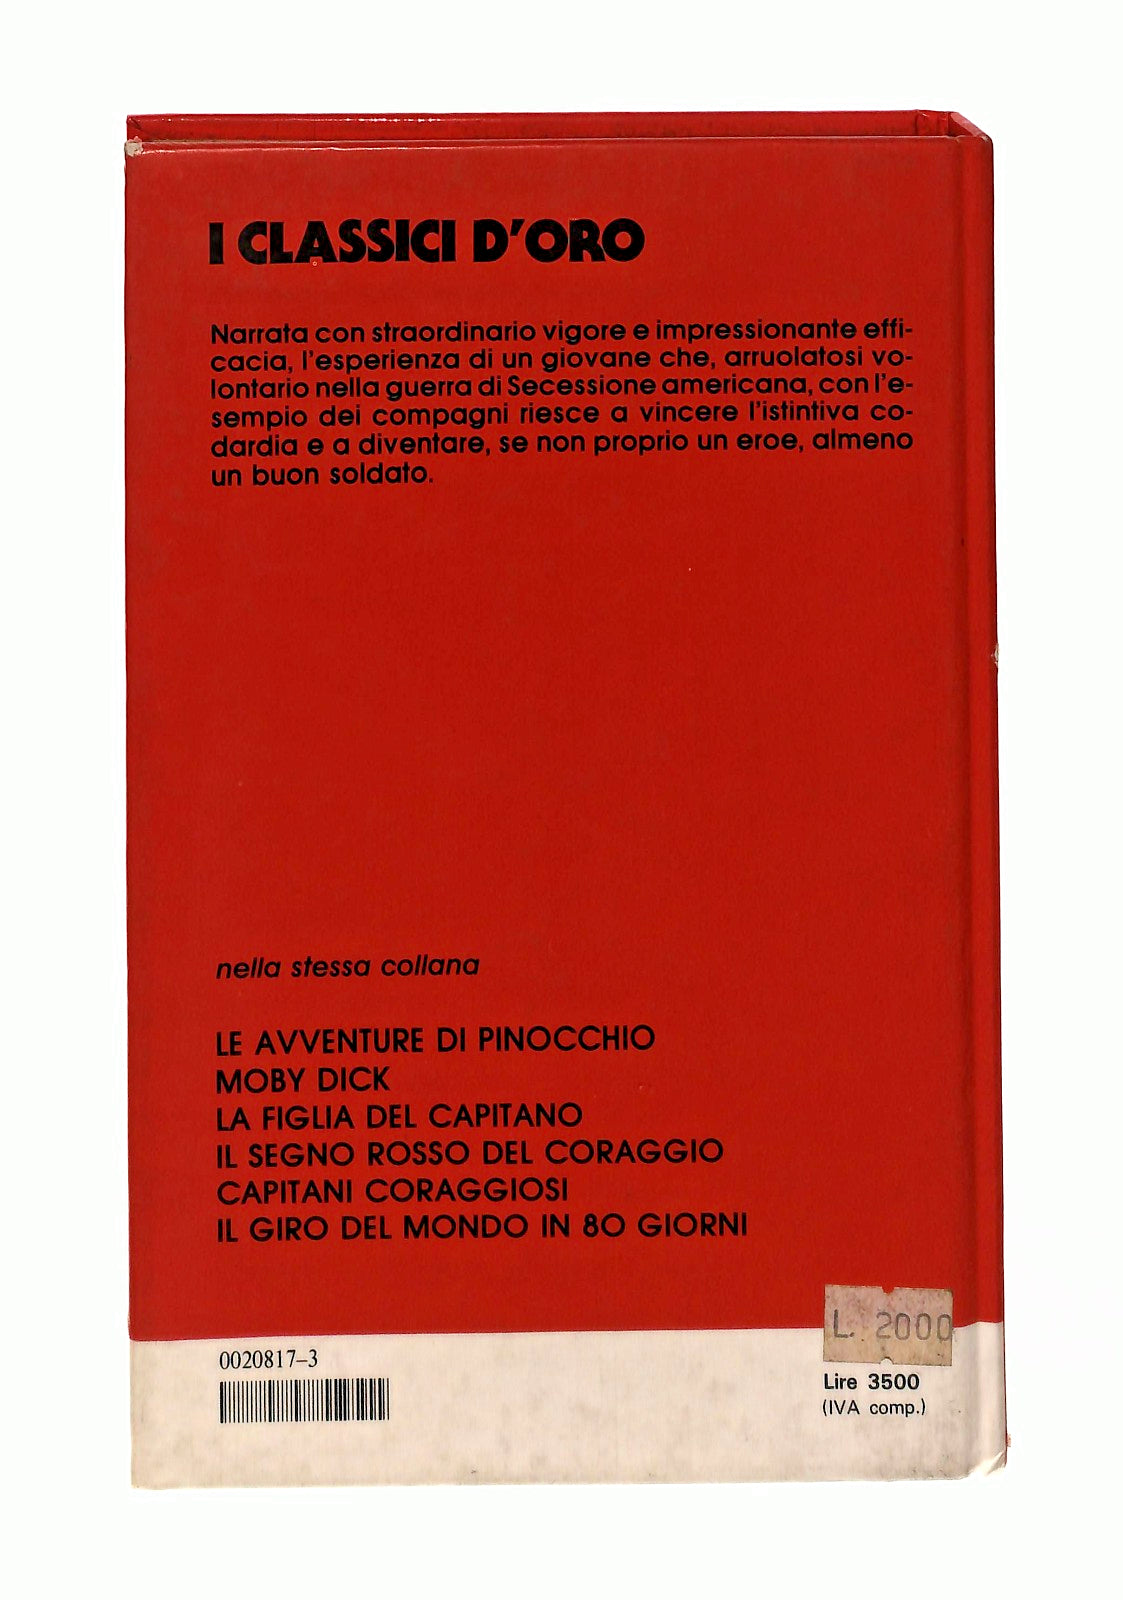 I CLASSICI D'ORO
Narrata con straordinario vigore e impressionante effi-
cacia, l'esperienza di un giovane che, arruolatosi vo-
lontario nella guerra di Secessione americana, con l'e-
sempio dei compagni riesce a vincere l'istintiva co-
dardia e a diventare, se non proprio un eroe, almeno
un buon soldato.
nella stessa collana
LE AVVENTURE DI PINOCCHIO
MOBY DICK
LA FIGLIA DEL CAPITANO
IL SEGNO ROSSO DEL CORAGGIO
CAPITANI CORAGGIOSI
IL GIRO DEL MONDO IN 80 GIORNI
L. 2000
0020817-3
Lire 3500
(IVA comp.)